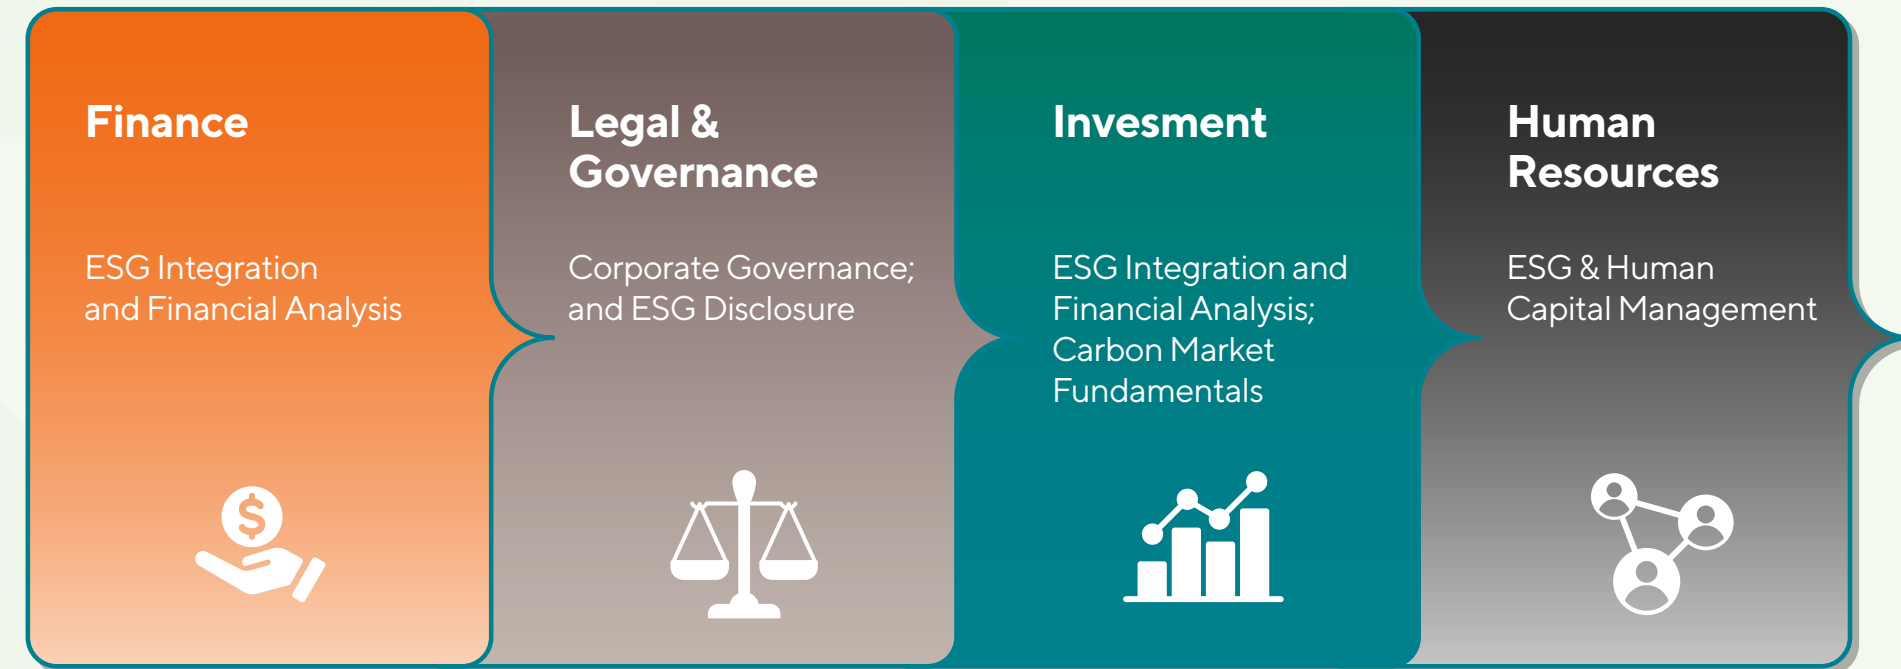 Finance
ESG Integration
and Financial Analysis
Legal &
Governance
Corporate Governance;
and ESG Disclosure
Invesment
ESG Integration and
Financial Analysis;
Carbon Market
Fundamentals
Human
Resources
ESG & Human
Capital Management
$